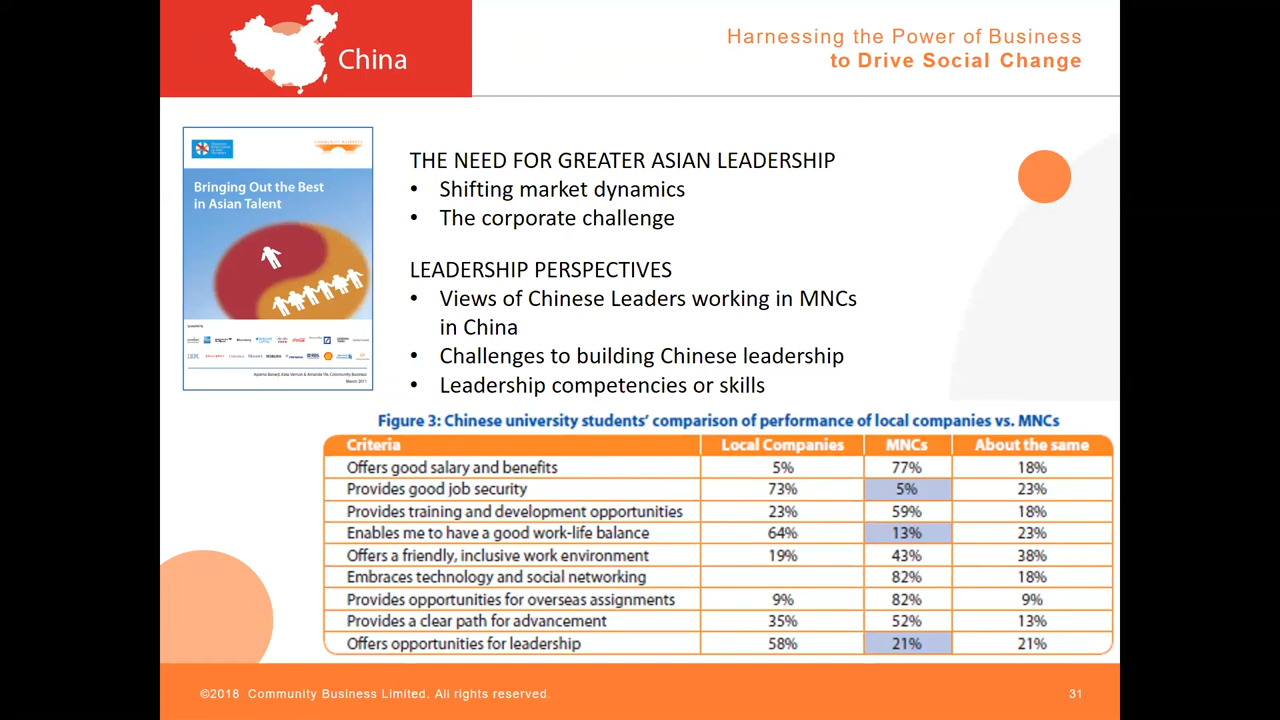 China
Harnessing the Power of Business
to Drive Social Change
COMMUNITY BUSINESS
Bringing Out the Best
in Asian Talent
March 2011
THE NEED FOR GREATER ASIAN LEADERSHIP
• Shifting market dynamics
• The corporate challenge
LEADERSHIP PERSPECTIVES
• Views of Chinese Leaders working in MNCs
in China
• Challenges to building Chinese leadership
• Leadership competencies or skills
Figure 3: Chinese university students' comparison of performance of local companies vs. MNCs
Criteria Local Companies MNCs About the same
Offers good salary and benefits 5% 77% 18%
Provides good job security 73% 5% 23%
Provides training and development opportunities 23% 59% 18%
Enables me to have a good work-life balance 64% 13% 23%
Offers a friendly, inclusive work environment 19% 43% 38%
Embraces technology and social networking 82% 18%
Provides opportunities for overseas assignments 9% 82% 9%
Provides a clear path for advancement 35% 52% 13%
Offers opportunities for leadership 58% 21% 21%
©2018 Community Business Limited. All rights reserved.
31